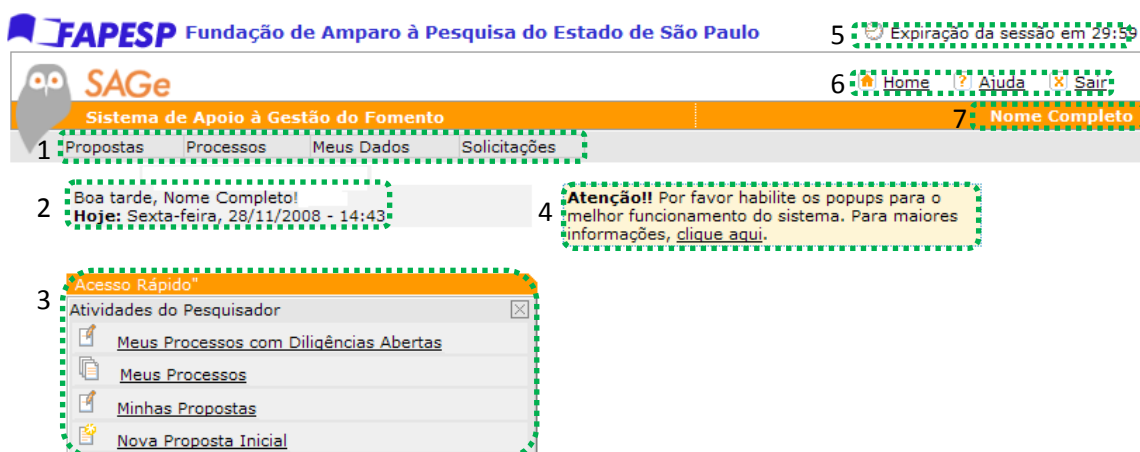 FAPESP Fundação de Amparo à Pesquisa do Estado de São Paulo
5 Expiração da sessão em 29:59
SAGe
6 Home ? Ajuda x Sair
Sistema de Apoio à Gestão do Fomento
7 Nome Completo
1 Propostas Processos Meus Dados Solicitações
2 Boa tarde, Nome Completo!
Hoje: Sexta-feira, 28/11/2008 - 14:43
4 Atenção!! Por favor habilite os popups para o
melhor funcionamento do sistema. Para maiores
informações, clique aqui.
"Acesso Rápido"
3 Atividades do Pesquisador
Meus Processos com Diligências Abertas
Meus Processos
Minhas Propostas
Nova Proposta Inicial